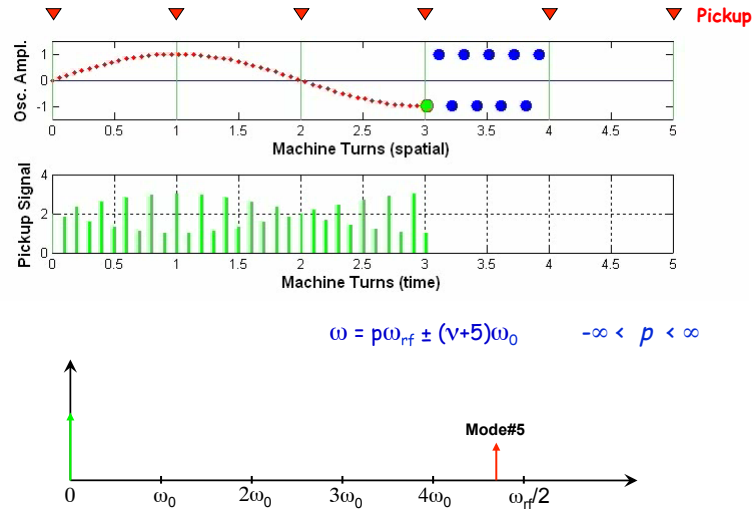 Pickup
Osc. Ampl.
1
0
-1
0 0.5 1 1.5 2 2.5 3 3.5 4 4.5 5
Machine Turns (spatial)
Pickup Signal
4
2
0
0 0.5 1 1.5 2 2.5 3 3.5 4 4.5 5
Machine Turns (time)
ω = pω_rf ± (ν+5)ω_0 -∞ < p < ∞
Mode#5
0 ω_0 2ω_0 3ω_0 4ω_0 ω_rf/2